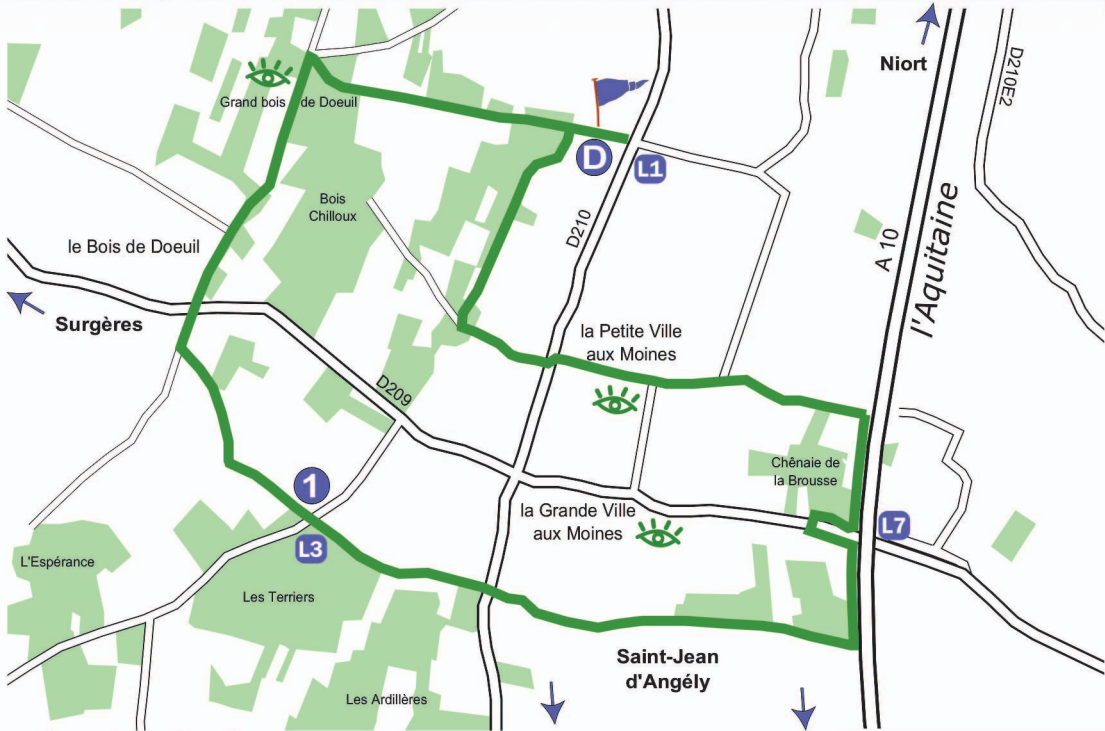 Niort
D210E2
Grand bois de Doeuil
D
L1
Bois
Chilloux
D210
A 10
l'Aquitaine
le Bois de Doeuil
Surgères
la Petite Ville
aux Moines
D209
Chênaie de
la Brousse
1
la Grande Ville
aux Moines
L7
L3
L'Espérance
Les Terriers
Saint-Jean
d'Angély
Les Ardillères